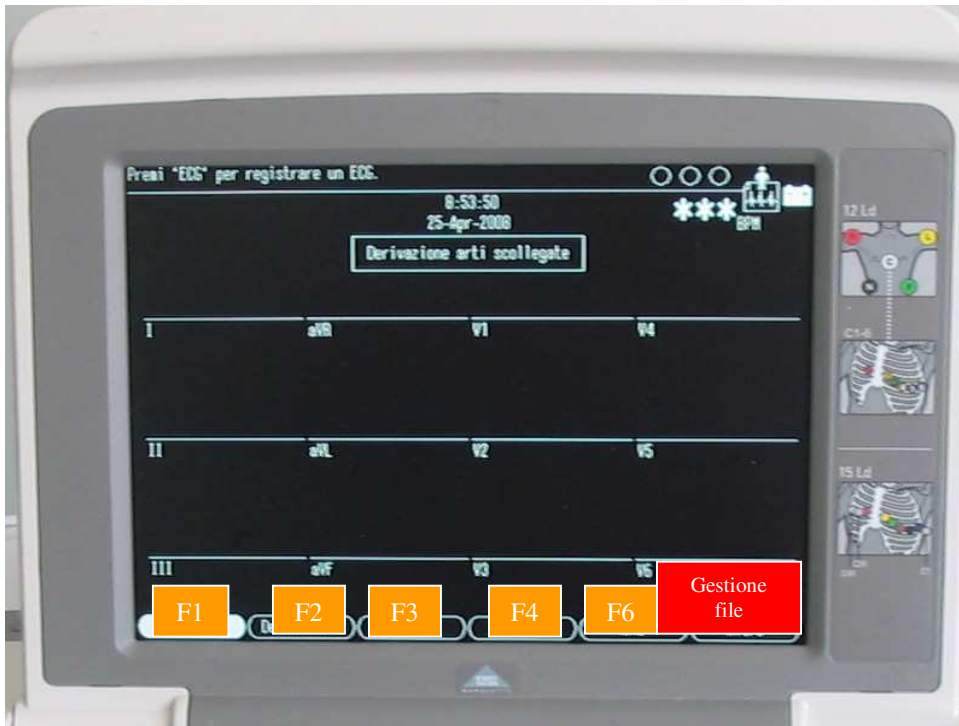 Premi "ECG" per registrare un ECG.
8:53:50
25-Apr-2008
BPM
Derivazione arti scollegate
I aVR V1 V4
II aVL V2 V5
III aVF V3 V6
F1 F2 F3 F4 F6 Gestione
file
12 Ld
C1-6
15 Ld